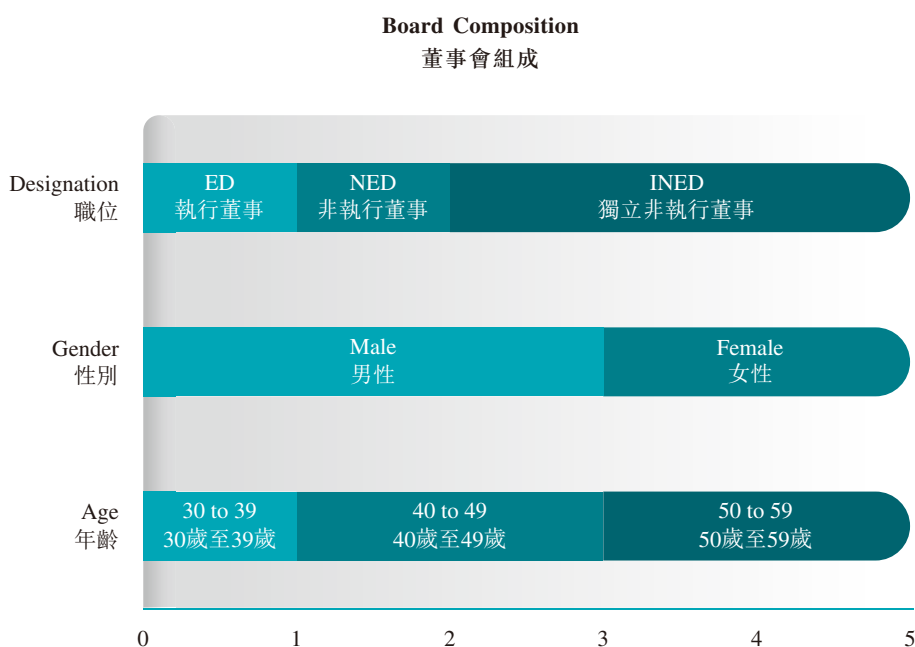 Board Composition
董事會組成
Designation
職位
ED
執行董事
NED
非執行董事
INED
獨立非執行董事
Gender
性別
Male
男性
Female
女性
Age
年齡
30 to 39
30歲至39歲
40 to 49
40歲至49歲
50 to 59
50歲至59歲
0 1 2 3 4 5